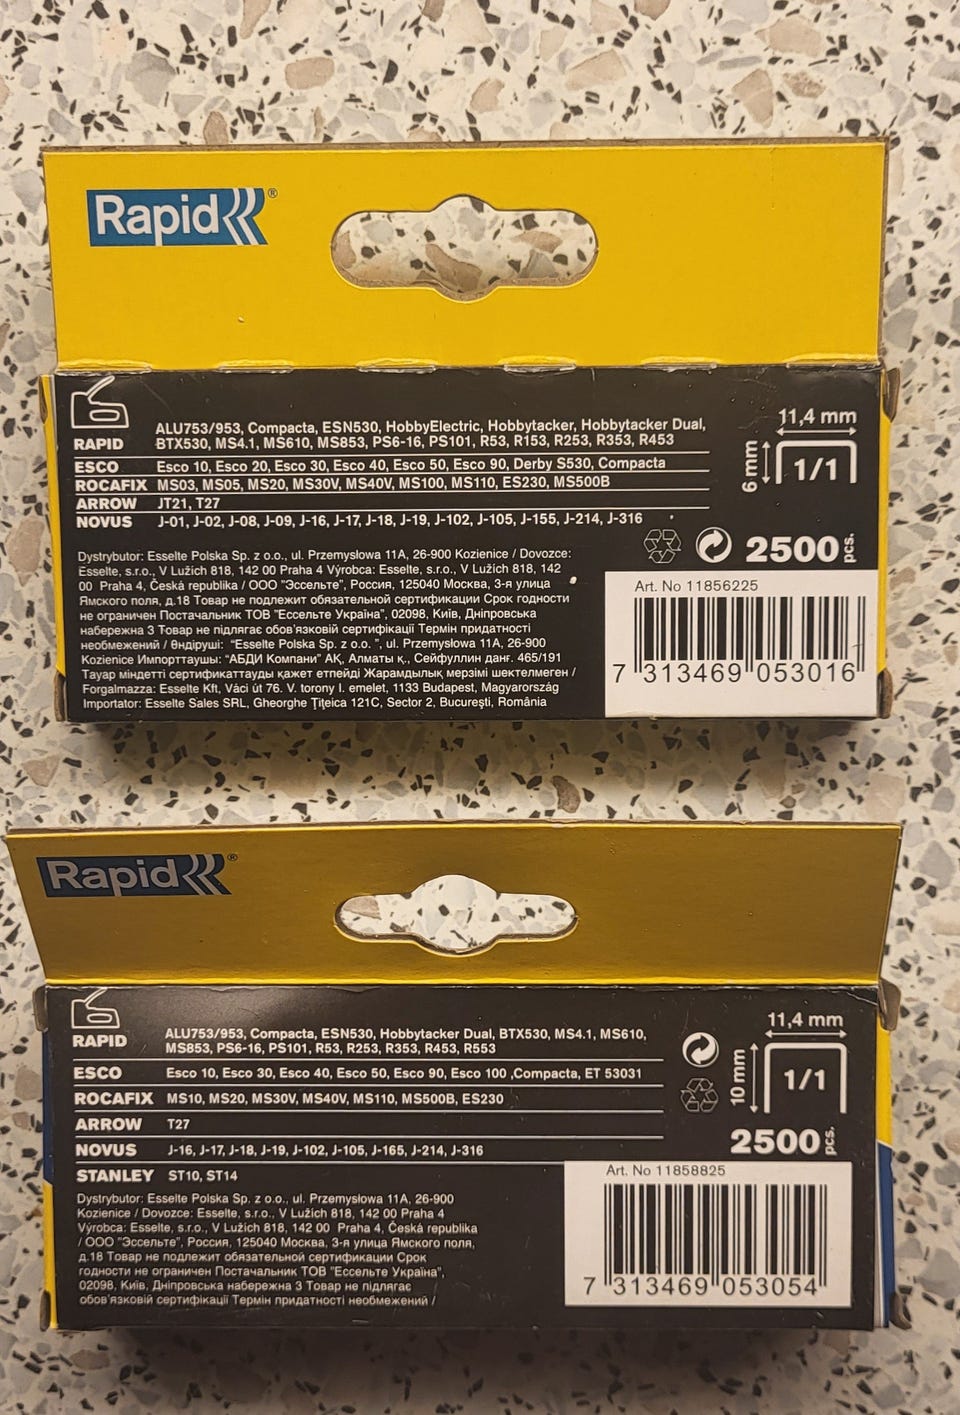 Rapid®
RAPID
ALU753/953, Compacta, ESN530, HobbyElectric, Hobbytacker, Hobbytacker Dual,
BTX530, MS4.1, MS610, MS853, PS6-16, PS101, R53, R153, R253, R353, R453
ESCO Esco 10, Esco 20, Esco 30, Esco 40, Esco 50, Esco 90, Derby S530, Compacta
ROCAFIX MS03, MS05, MS20, MS30V, MS40V, MS100, MS110, ES230, MS500B
ARROW JT21, T27
NOVUS J-01, J-02, J-08, J-09, J-16, J-17, J-18, J-19, J-102, J-105, J-155, J-214, J-316
11,4 mm
6 mm
1/1
2500 pcs.
Dystrybutor: Esselte Polska Sp. z o.o., ul. Przemysłowa 11A, 26-900 Kozienice / Dovozce:
Esselte, s.r.o., V Lužich 818, 142 00 Praha 4 Výrobca: Esselte, s.r.o., V Lužich 818, 142
00 Praha 4, Česká republika / ООО "Эссельте", Россия, 125040 Москва, 3-я улица
Ямского поля, д.18 Товар не подлежит обязательной сертификации Срок годности
не ограничен Постачальник ТОВ "Ессельте Україна", 02098, Київ, Дніпровська
набережна 3 Товар не підлягає обов'язковій сертифікації Термін придатності
необмежений / Өндіруші: "Esselte Polska Sp. z o.o. ", ul. Przemysłowa 11A, 26-900
Kozienice Импорттаушы: "АБДИ Компани" АҚ, Алматы қ., Сейфуллин данғ. 465/191
Тауар міндетті сертификаттауды қажет етпейді Жарамдылық мерзімі шектелмеген /
Forgalmazza: Esselte Kft, Váci út 76. V. torony I. emelet, 1133 Budapest, Magyarország
Importator: Esselte Sales SRL, Gheorghe Ţiţeica 121C, Sector 2, Bucureşti, România
Art. No 11856225
7 313469 053016
Rapid®
RAPID
ALU753/953, Compacta, ESN530, Hobbytacker Dual, BTX530, MS4.1, MS610,
MS853, PS6-16, PS101, R53, R253, R353, R453, R553
ESCO Esco 10, Esco 30, Esco 40, Esco 50, Esco 90, Esco 100 ,Compacta, ET 53031
ROCAFIX MS10, MS20, MS30V, MS40V, MS110, MS500B, ES230
ARROW T27
NOVUS J-16, J-17, J-18, J-19, J-102, J-105, J-165, J-214, J-316
STANLEY ST10, ST14
11,4 mm
10 mm
1/1
2500 pcs.
Dystrybutor: Esselte Polska Sp. z o.o., ul. Przemysłowa 11A, 26-900
Kozienice / Dovozce: Esselte, s.r.o., V Lužich 818, 142 00 Praha 4
Výrobca: Esselte, s.r.o., V Lužich 818, 142 00 Praha 4, Česká republika
/ ООО "Эссельте", Россия, 125040 Москва, 3-я улица Ямского поля,
д.18 Товар не подлежит обязательной сертификации Срок
годности не ограничен Постачальник ТОВ "Ессельте Україна",
02098, Київ, Дніпровська набережна 3 Товар не підлягає
обов'язковій сертифікації Термін придатності необмежений /
Art. No 11858825
7 313469 053054